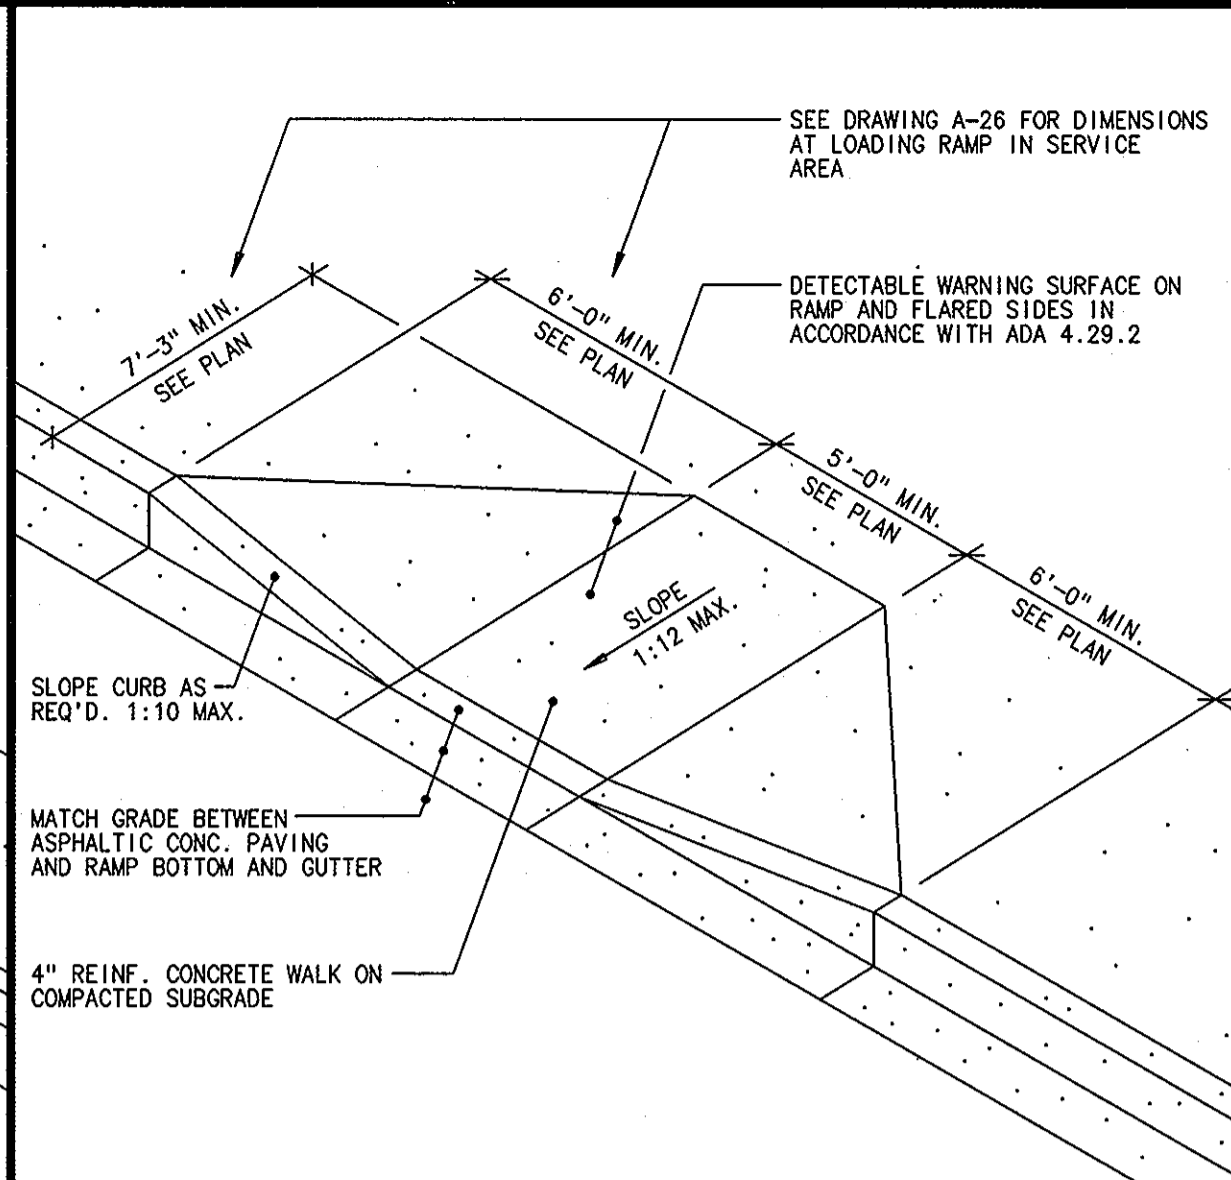 SEE DRAWING A-26 FOR DIMENSIONS
AT LOADING RAMP IN SERVICE
AREA
DETECTABLE WARNING SURFACE ON
RAMP AND FLARED SIDES IN
ACCORDANCE WITH ADA 4.29.2
7'-3" MIN.
SEE PLAN
6'-0" MIN.
SEE PLAN
5'-0" MIN.
SEE PLAN
6'-0" MIN.
SEE PLAN
SLOPE
1:12 MAX.
SLOPE CURB AS
REQ'D. 1:10 MAX.
MATCH GRADE BETWEEN
ASPHALTIC CONC. PAVING
AND RAMP BOTTOM AND GUTTER
4" REINF. CONCRETE WALK ON
COMPACTED SUBGRADE